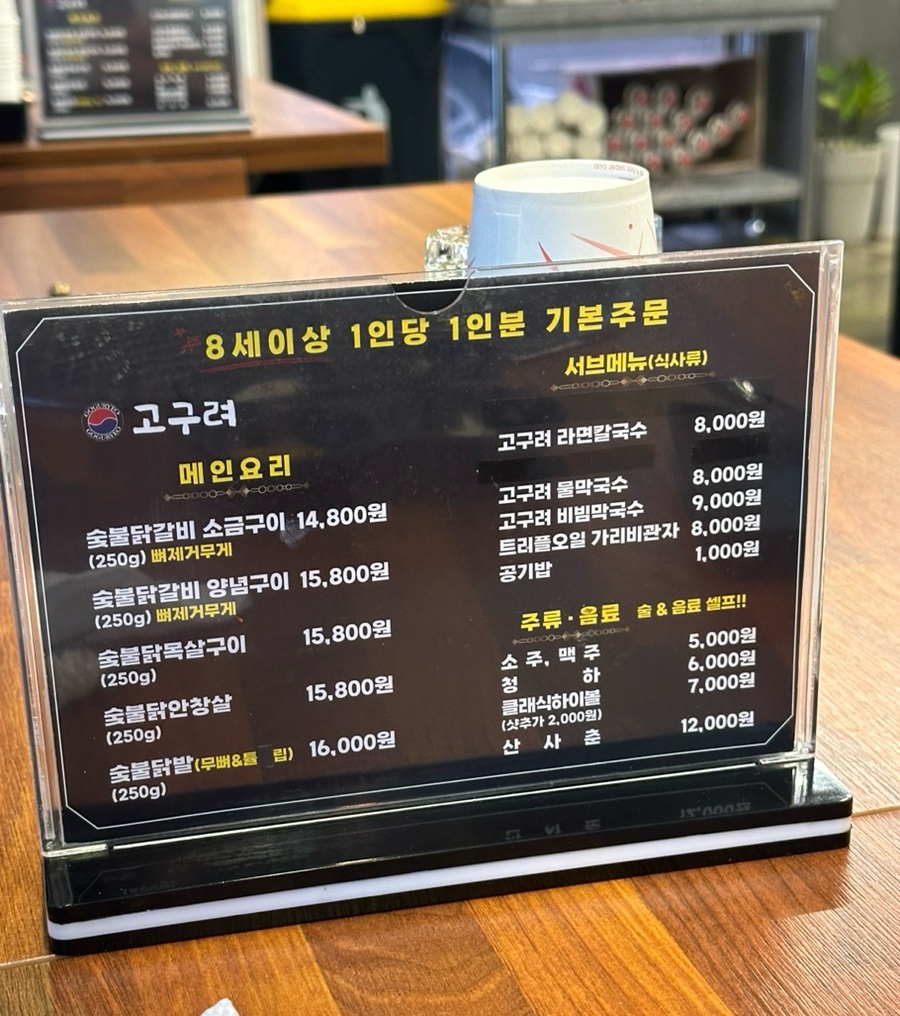 8세이상 1인당 1인분 기본주문
고구려
메인요리
숯불닭갈비 소금구이 14,800원
(250g) 뼈제거무게
숯불닭갈비 양념구이 15,800원
(250g) 뼈제거무게
숯불닭목살구이 15,800원
(250g)
숯불닭안창살 15,800원
(250g)
숯불닭발(무뼈&튤 립) 16,000원
(250g)
서브메뉴(식사류)
고구려 라면칼국수 8,000원
고구려 물막국수 8,000원
고구려 비빔막국수 9,000원
트리플오일 가리비관자 8,000원
공기밥 1,000원
주류·음료 술 & 음료 셀프!!
소주, 맥주 5,000원
청하 6,000원
클래식하이볼 7,000원
(샷추가 2,000원)
산사춘 12,000원